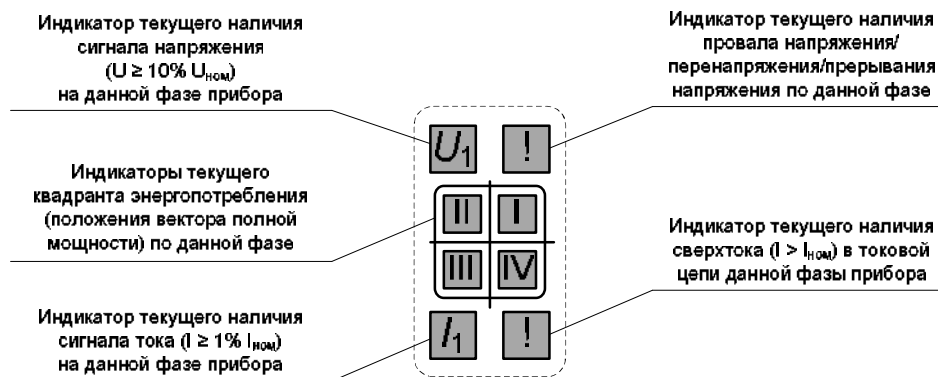 Индикатор текущего наличия
сигнала напряжения
(U ≥ 10% Uном)
на данной фазе прибора
Индикатор текущего наличия
провала напряжения/
перенапряжения/прерывания
напряжения по данной фазе
U1 !
Индикаторы текущего
квадранта энергопотребления
(положения вектора полной
мощности) по данной фазе
II I
III IV
Индикатор текущего наличия
сверхтока (I > Iном) в токовой
цепи данной фазы прибора
Индикатор текущего наличия
сигнала тока (I ≥ 1% Iном)
на данной фазе прибора
I1 !